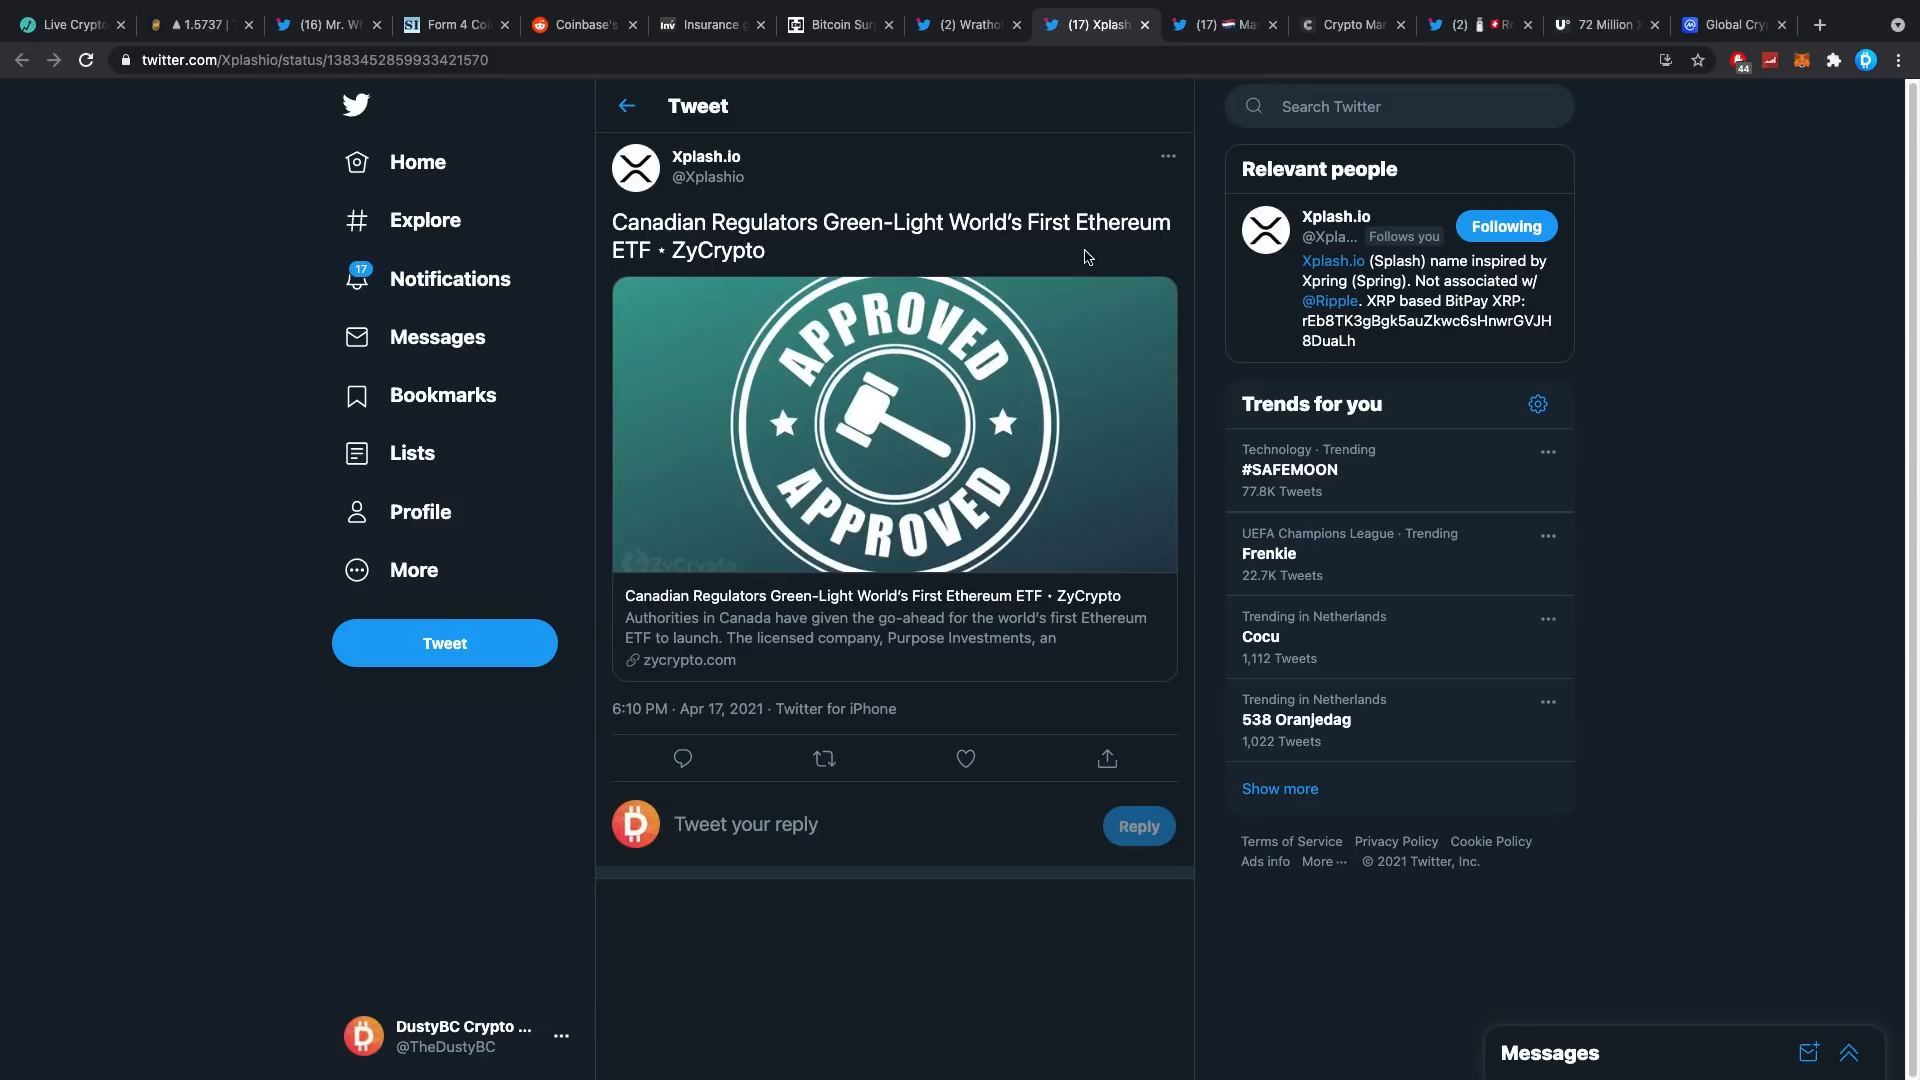 Live Crypto
▲ 1.5737 |
(16) Mr. W
Form 4 Co
Coinbase's
Insurance
Bitcoin Sur
(2) Wratho
(17) Xplash
(17) Ma
Crypto Mar
(2)
72 Million
Global Cry
twitter.com/Xplashio/status/1383452859933421570
44
Home
Explore
17
Notifications
Messages
Bookmarks
Lists
Profile
More
Tweet
DustyBC Crypto ...
@TheDustyBC
Tweet
Xplash.io
@Xplashio
Canadian Regulators Green-Light World's First Ethereum
ETF ⋆ ZyCrypto
APPROVED
APPROVED
ZyCrypto
Canadian Regulators Green-Light World's First Ethereum ETF ⋆ ZyCrypto
Authorities in Canada have given the go-ahead for the world's first Ethereum
ETF to launch. The licensed company, Purpose Investments, an
zycrypto.com
6:10 PM · Apr 17, 2021 · Twitter for iPhone
Tweet your reply
Reply
Search Twitter
Relevant people
Xplash.io
@Xpla... Follows you
Following
Xplash.io (Splash) name inspired by
Xpring (Spring). Not associated w/
@Ripple. XRP based BitPay XRP:
rEb8TK3gBgk5auZkwc6sHnwrGVJH
8DuaLh
Trends for you
Technology · Trending
#SAFEMOON
77.8K Tweets
UEFA Champions League · Trending
Frenkie
22.7K Tweets
Trending in Netherlands
Cocu
1,112 Tweets
Trending in Netherlands
538 Oranjedag
1,022 Tweets
Show more
Terms of Service Privacy Policy Cookie Policy
Ads info More ··· © 2021 Twitter, Inc.
Messages